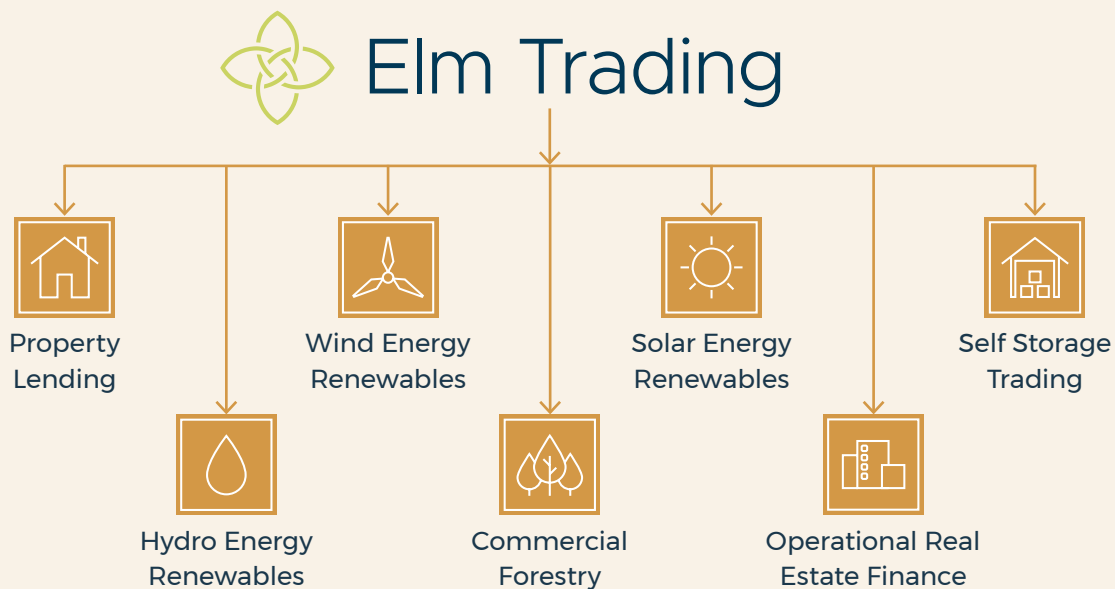 Elm Trading
Property
Lending
Wind Energy
Renewables
Solar Energy
Renewables
Self Storage
Trading
Hydro Energy
Renewables
Commercial
Forestry
Operational Real
Estate Finance